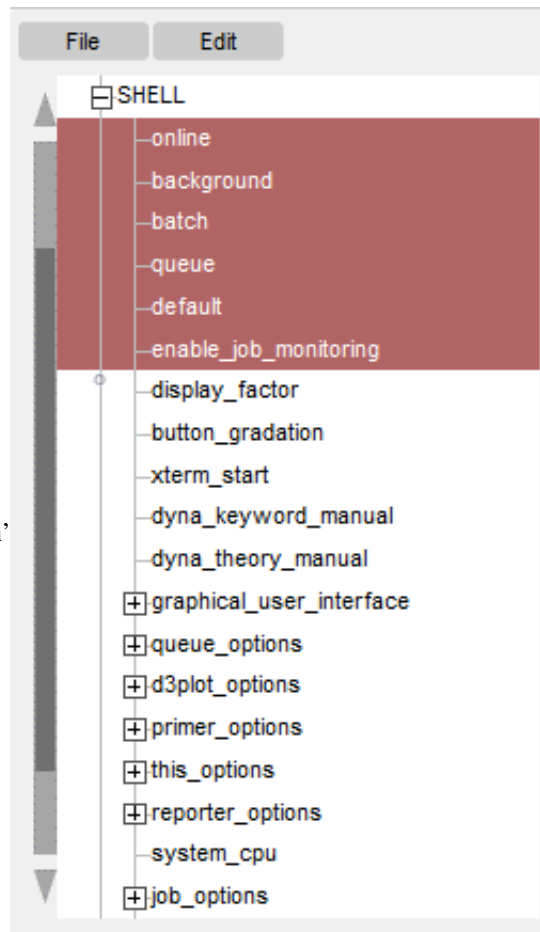 File Edit
SHELL
online
background
batch
queue
default
enable_job_monitoring
display_factor
button_gradation
xterm_start
dyna_keyword_manual
dyna_theory_manual
graphical_user_interface
queue_options
d3plot_options
primer_options
this_options
reporter_options
system_cpu
job_options